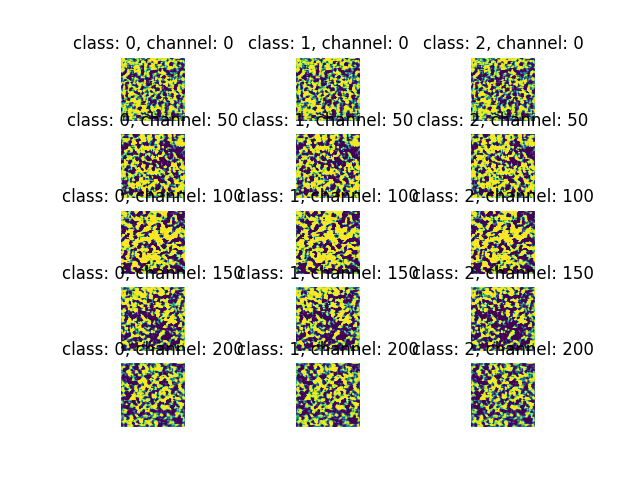 class: 0, channel: 0 class: 1, channel: 0 class: 2, channel: 0
class: 0, channel: 50 class: 1, channel: 50 class: 2, channel: 50
class: 0, channel: 100 class: 1, channel: 100 class: 2, channel: 100
class: 0, channel: 150 class: 1, channel: 150 class: 2, channel: 150
class: 0, channel: 200 class: 1, channel: 200 class: 2, channel: 200